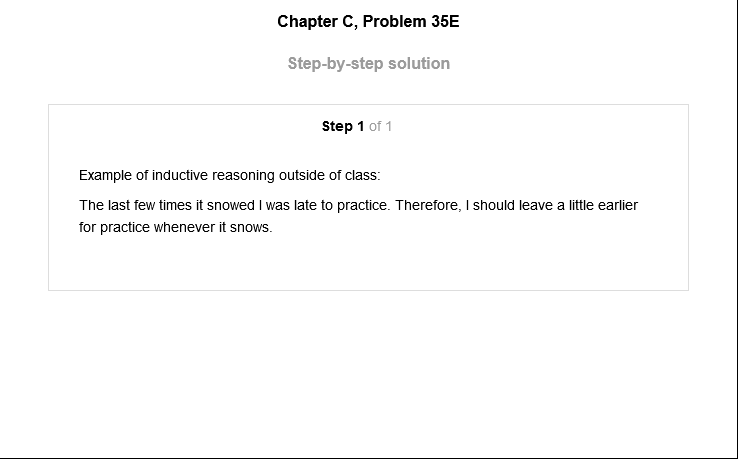 Chapter C, Problem 35E
Step-by-step solution
Step 1 of 1
Example of inductive reasoning outside of class:
The last few times it snowed I was late to practice. Therefore, I should leave a little earlier
for practice whenever it snows.